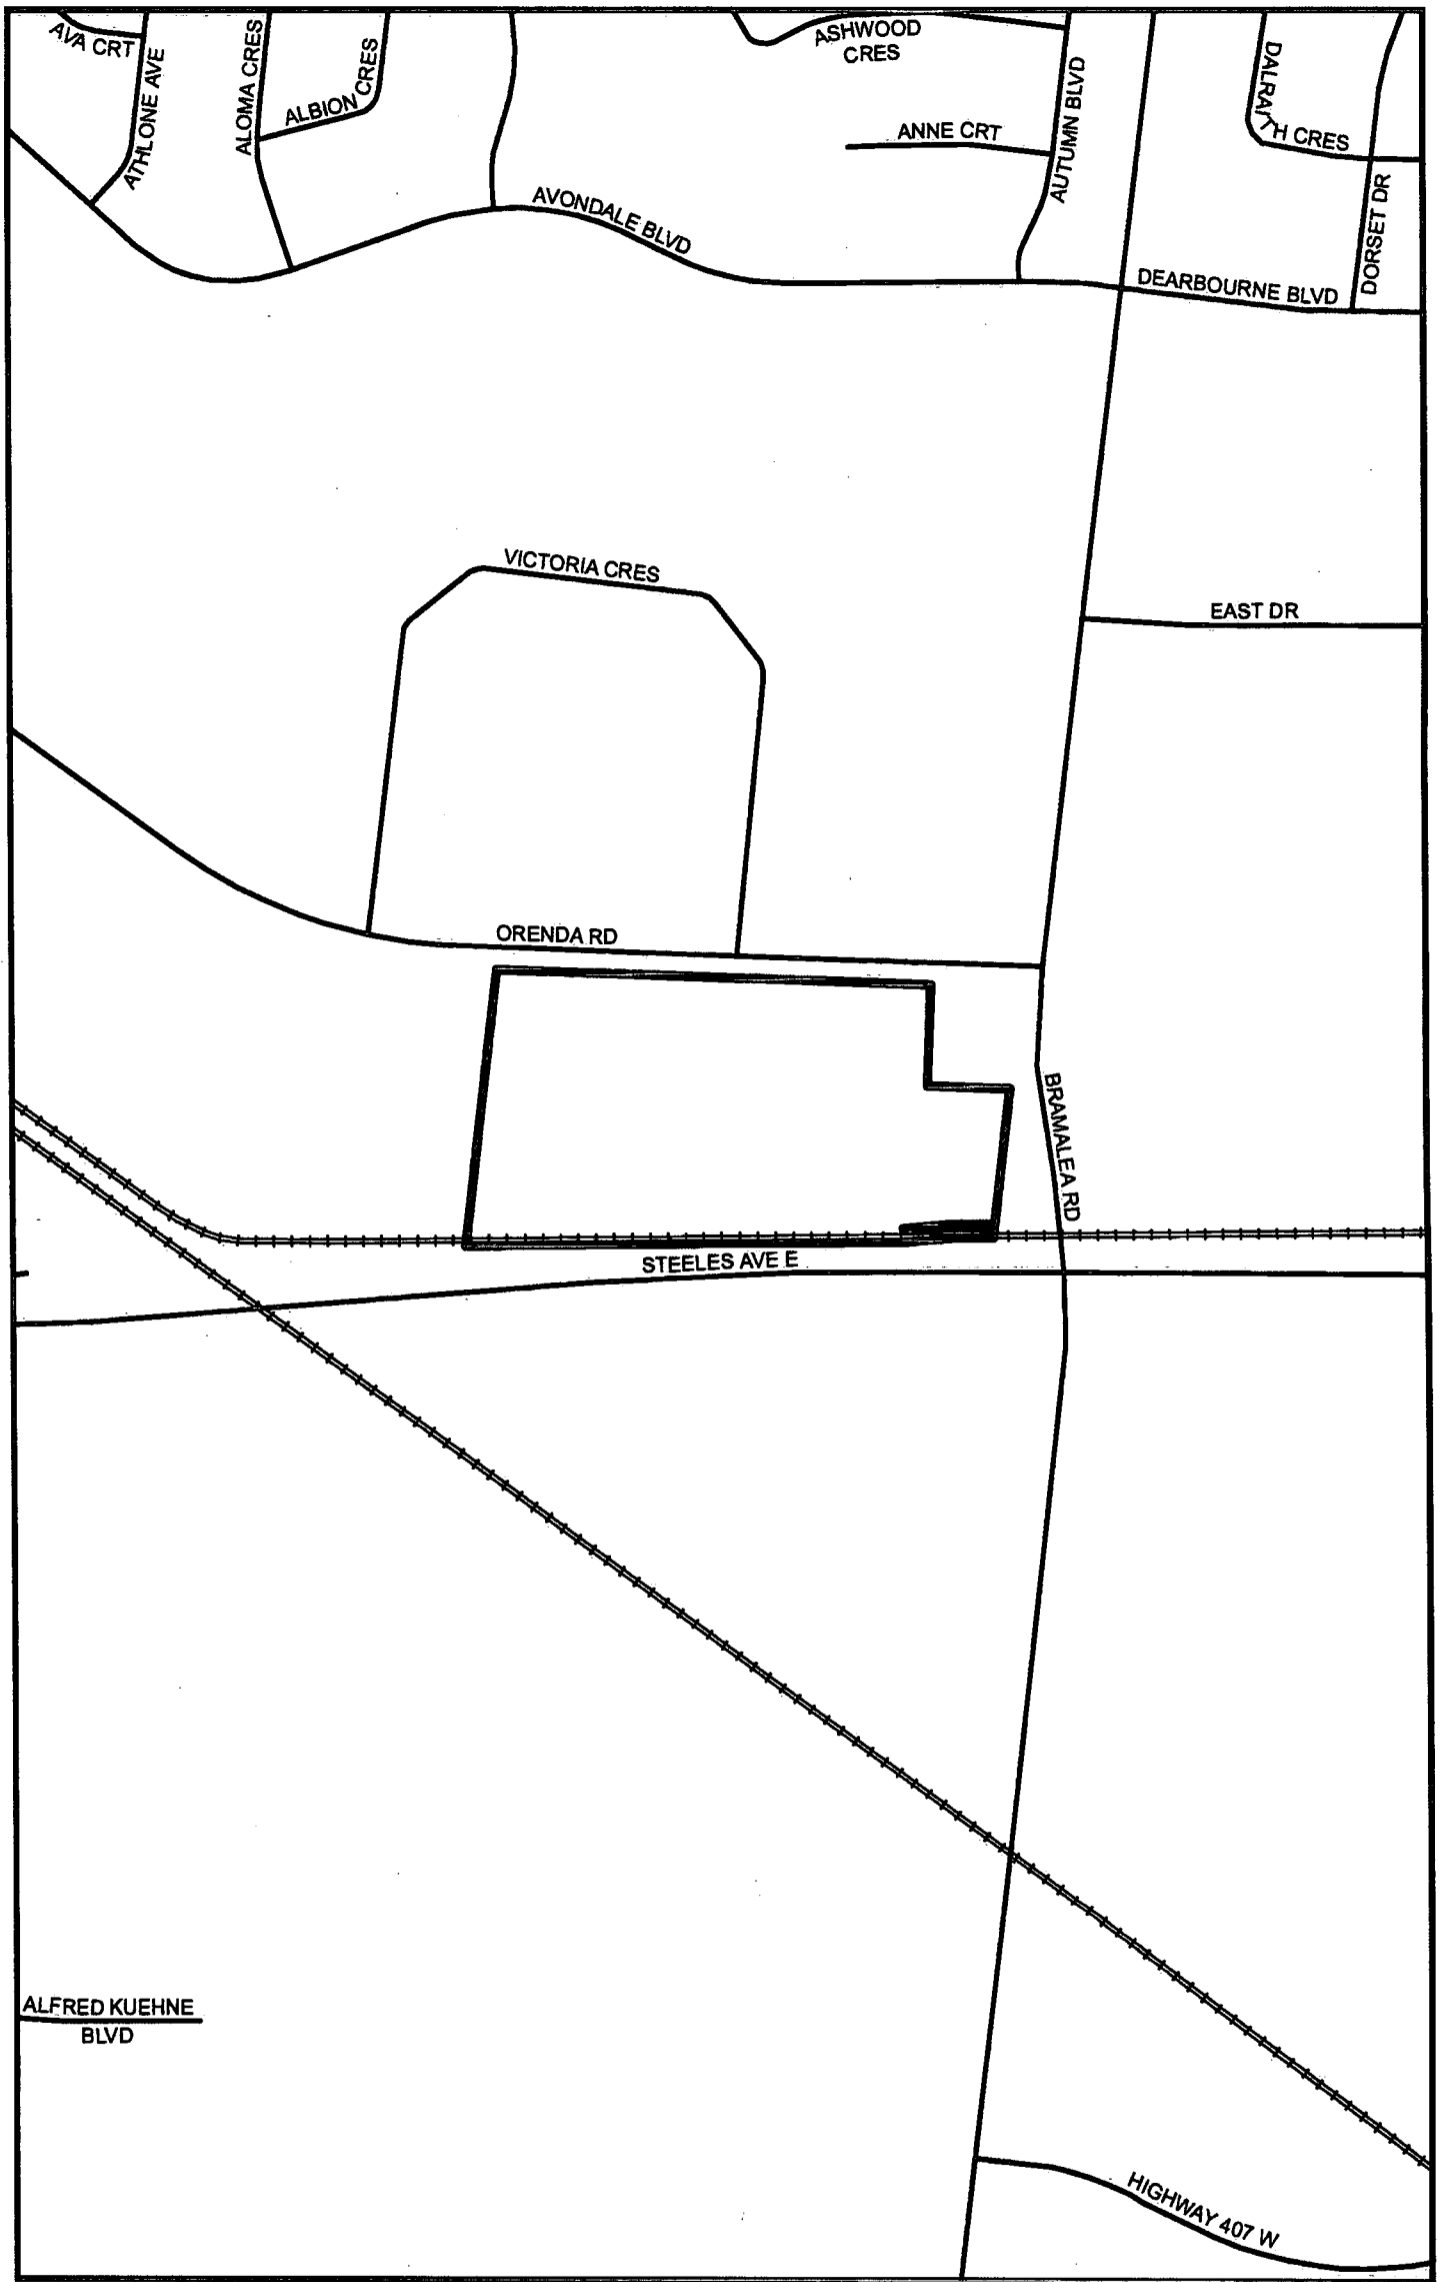 AVA CRT
ATHLONE AVE
ALOMA CRES
ALBION CRES
ASHWOOD
CRES
AUTUMN BLVD
ANNE CRT
H CRES
DORSET DR
AVONDALE BLVD
DEARBOURNE BLVD
VICTORIA CRES
EAST DR
ORENDA RD
BRAMALEA RD
STEELES AVE E
ALFRED KUEHNE
BLVD
HIGHWAY 407 W